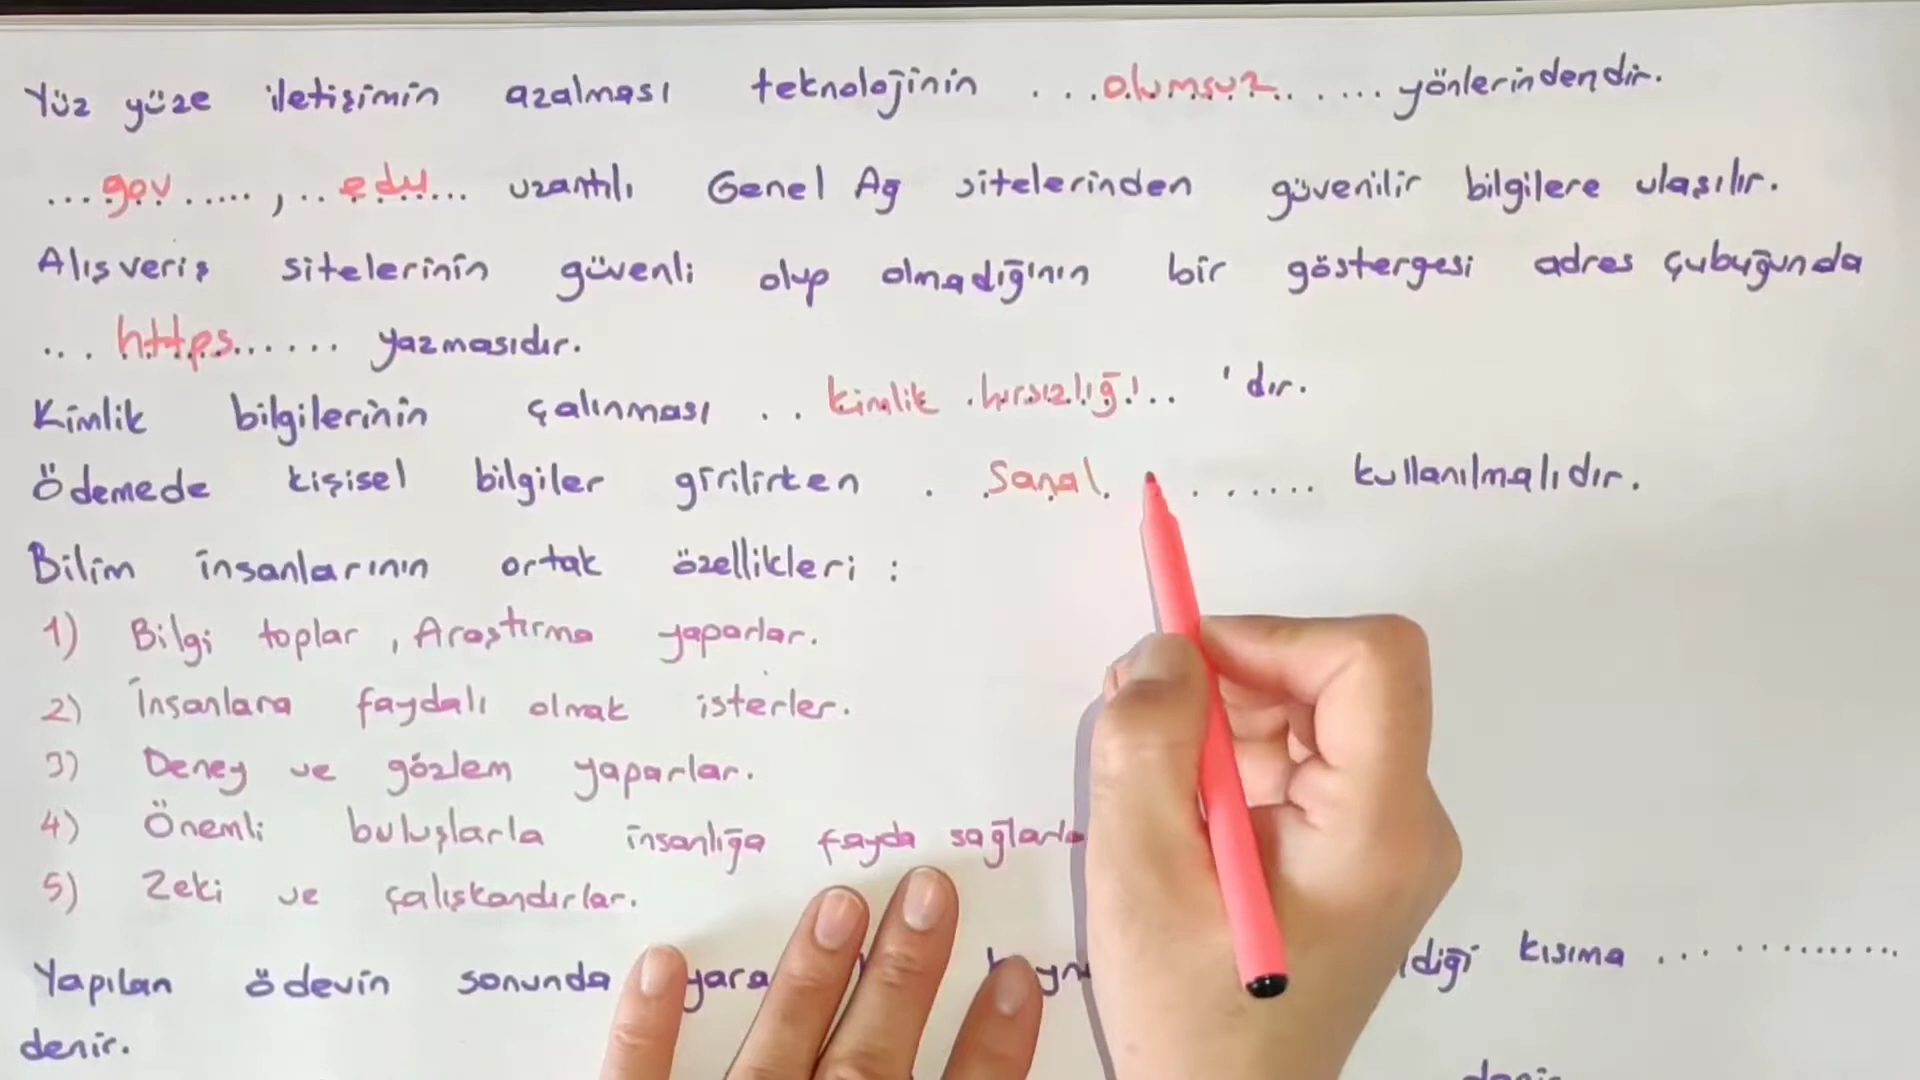 Yüz yüze iletişimin azalması teknolojinin ...olumsuz...... yönlerindendir.
...gov....., ..edu... uzantılı Genel Ağ sitelerinden güvenilir bilgilere ulaşılır.
Alışveriş sitelerinin güvenli olup olmadığının bir göstergesi adres çubuğunda
... https...... yazmasıdır.
Kimlik bilgilerinin çalınması .. kimlik hırsızlığı.. 'dır.
Ödemede kişisel bilgiler girilirken . Sanal ...... kullanılmalıdır.
Bilim insanlarının ortak özellikleri :
1) Bilgi toplar, Araştırma yaparlar.
2) İnsanlara faydalı olmak isterler.
3) Deney ve gözlem yaparlar.
4) Önemli buluşlarla insanlığa fayda
5) Zeki ve çalışkandırlar.
Yapılan ödevin sonunda kısıma ............
denir.